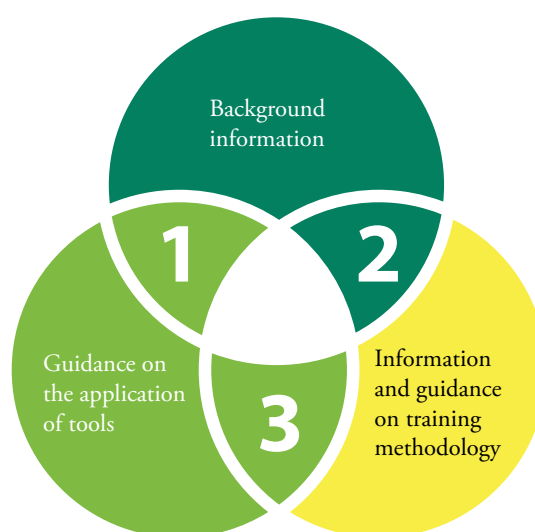 Background
information
1
2
Guidance on
the application
of tools
Information
and guidance
on training
methodology
3